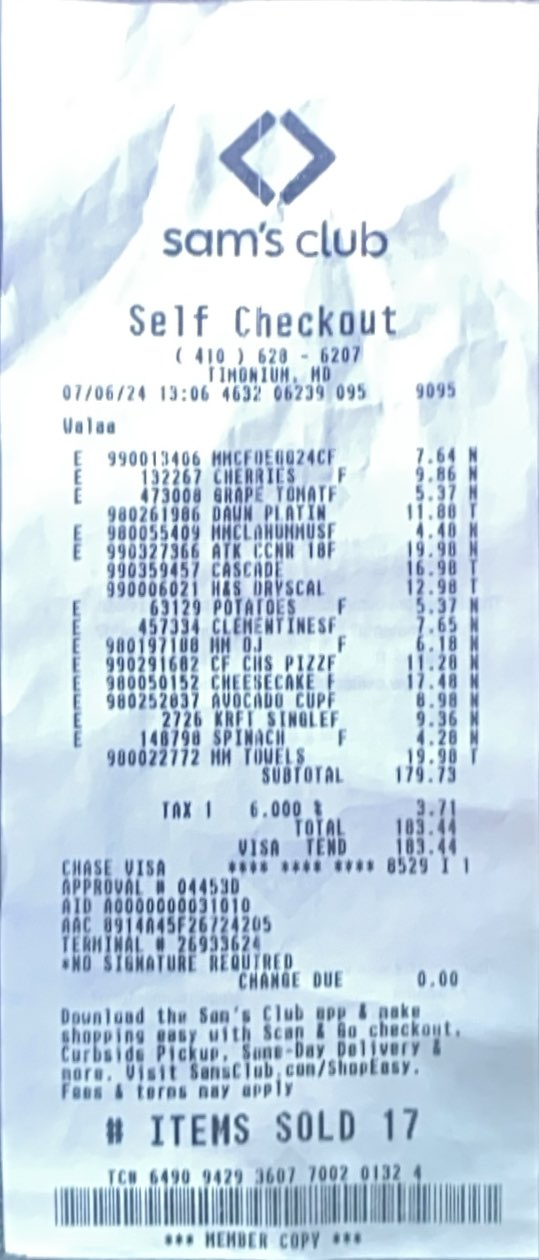 sam's club
Self Checkout
( 410 ) 628 - 6207
TIMONIUM, MD
07/06/24 13:06 4632 06239 095 9095
E 990013406 MMCFOEGG24CF 7.64 N
E 132267 CHERRIES F 9.86 N
E 473008 GRAPE TOMATF 5.37 N
980261986 DAWN PLATIN 11.88 T
E 980055409 MMCLAHUMMUSF 4.48 N
E 990327366 ATK CCNR 18F 19.98 N
990359457 CASCADE 16.98 T
990006021 H&S DRYSCAL 12.98 T
E 63129 POTATOES F 5.37 N
E 457334 CLEMENTINESF 7.65 N
E 980197188 MM OJ F 6.18 N
E 990291682 CF CHS PIZZF 11.28 N
E 980050152 CHEESECAKE F 17.48 N
E 980252837 AVOCADO CUPF 8.98 N
E 2726 KRFT SINGLEF 9.36 N
E 148798 SPINACH F 4.28 N
980022772 MM TOWELS 19.98 T
SUBTOTAL 179.73
TAX 1 6.000 % 3.71
TOTAL 183.44
VISA TEND 183.44
CHASE VISA **** **** **** 8529 I 1
APPROVAL # 04453D
AID A0000000031010
AAC 8914A45F26724205
TERMINAL # 26933624
*NO SIGNATURE REQUIRED
CHANGE DUE 0.00
Download the Sam's Club app & make
shopping easy with Scan & Go checkout,
Curbside Pickup, Same-Day Delivery &
more. Visit SamsClub.com/ShopEasy.
Fees & terms may apply
# ITEMS SOLD 17
TC# 6490 9429 3607 7002 0132 4
*** MEMBER COPY ***